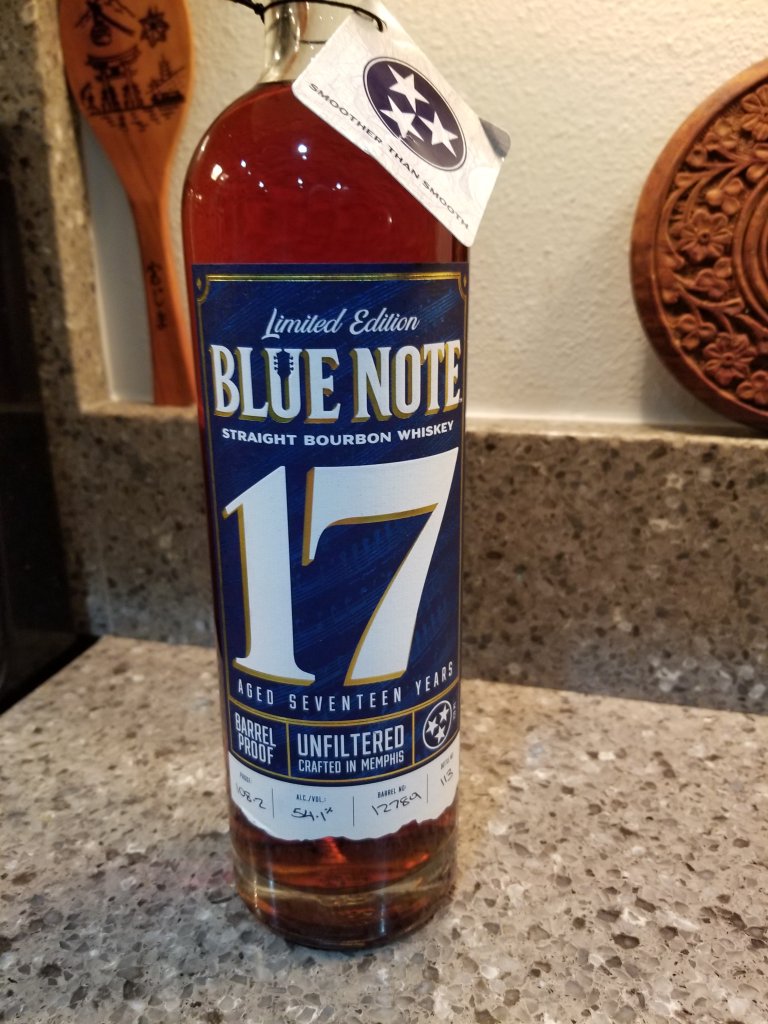 SMOOTHER THAN SMOOTH
Limited Edition
BLUE NOTE
STRAIGHT BOURBON WHISKEY
17
AGED SEVENTEEN YEARS
BARREL
PROOF
UNFILTERED
CRAFTED IN MEMPHIS
PROOF:
108.2
ALC./VOL.:
54.1%
BARREL NO:
12789
113